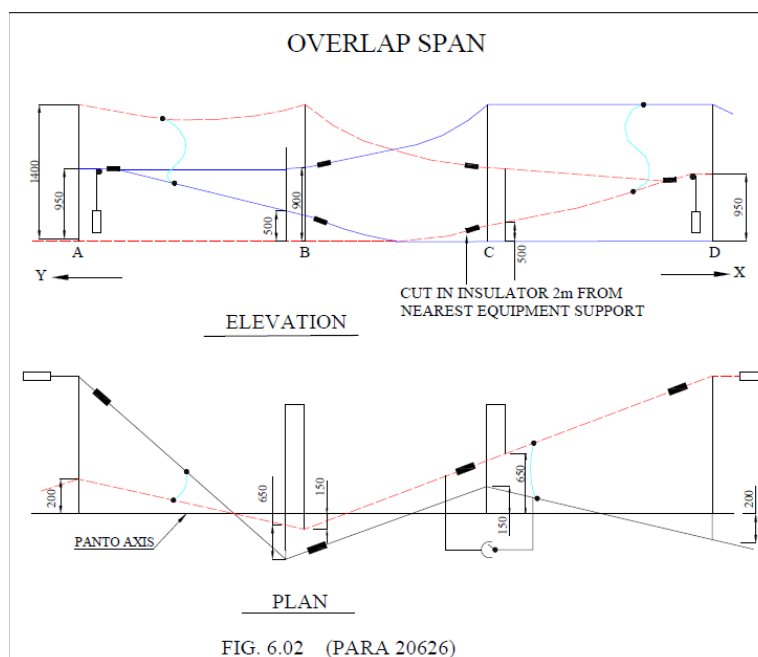 OVERLAP SPAN
1400
950
500
900
500
950
A
B
C
D
Y
X
CUT IN INSULATOR 2m FROM
NEAREST EQUIPMENT SUPPORT
ELEVATION
200
650
150
650
150
200
PANTO AXIS
PLAN
FIG. 6.02 (PARA 20626)